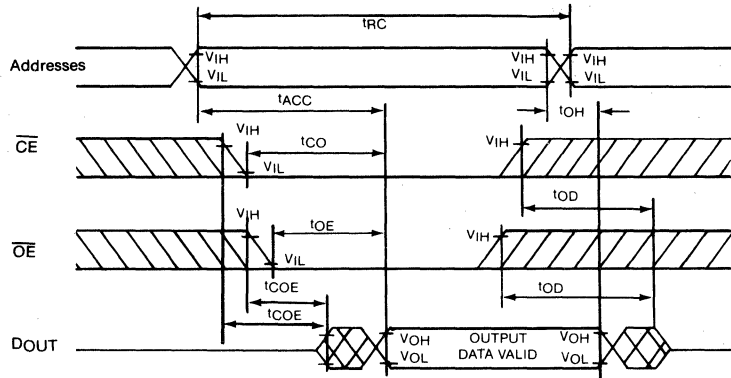 tRC
Addresses
VIH
VIL
VIH
VIL
VIH
VIL
tACC
tOH
CE
VIH
tCO
VIL
VIH
tOD
OE
VIH
tOE
VIL
VIH
tCOE
tOD
tCOE
DOUT
VOH
VOL
OUTPUT
DATA VALID
VOH
VOL